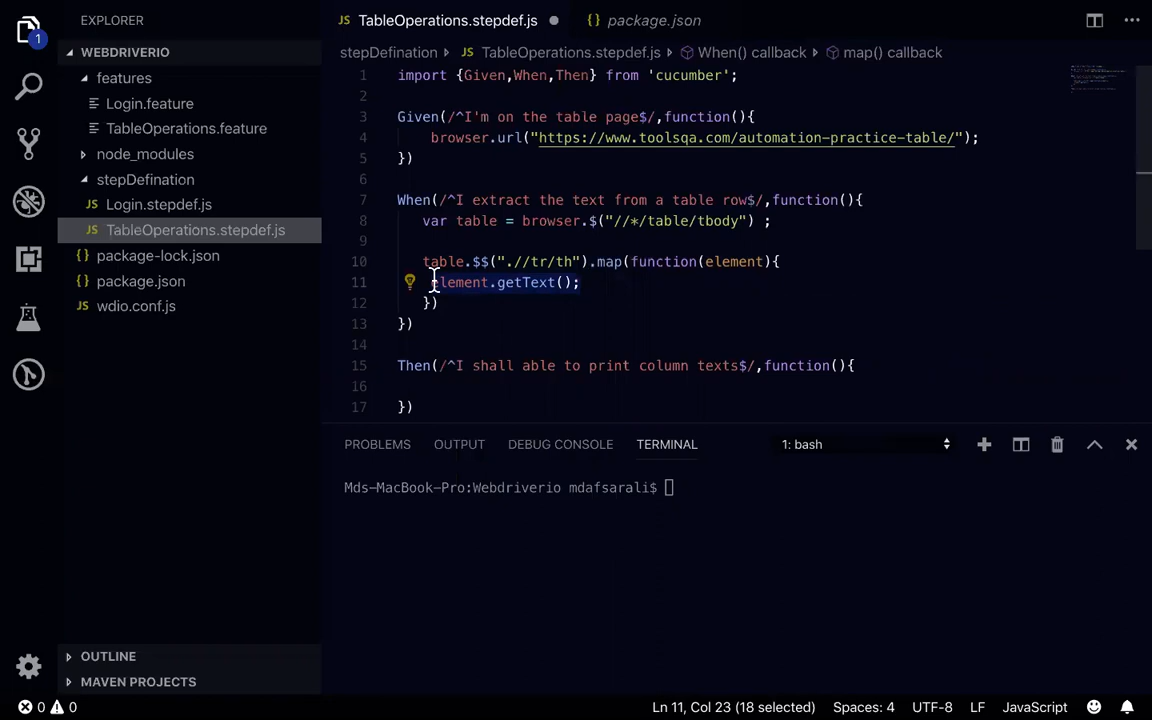 EXPLORER
TableOperations.stepdef.js
{ } package.json
WEBDRIVERIO
features
Login.feature
TableOperations.feature
node_modules
stepDefination
JS Login.stepdef.js
JS TableOperations.stepdef.js
{ } package-lock.json
{ } package.json
JS wdio.conf.js
OUTLINE
MAVEN PROJECTS
1
JS
stepDefination JS TableOperations.stepdef.js When() callback map() callback
1 import {Given,When,Then} from 'cucumber';
2
3 Given(/^I'm on the table page$/,function(){
4 browser.url("https://www.toolsqa.com/automation-practice-table/");
5 })
6
7 When(/^I extract the text from a table row$/,function(){
8 var table = browser.$("//*/table/tbody") ;
9
10 table.$$(".//tr/th").map(function(element){
11 element.getText();
12 })
13 })
14
15 Then(/^I shall able to print column texts$/,function(){
16
17 })
PROBLEMS OUTPUT DEBUG CONSOLE TERMINAL 1: bash
Mds-MacBook-Pro:Webdriverio mdafsarali$
0 0 Ln 11, Col 23 (18 selected) Spaces: 4 UTF-8 LF JavaScript